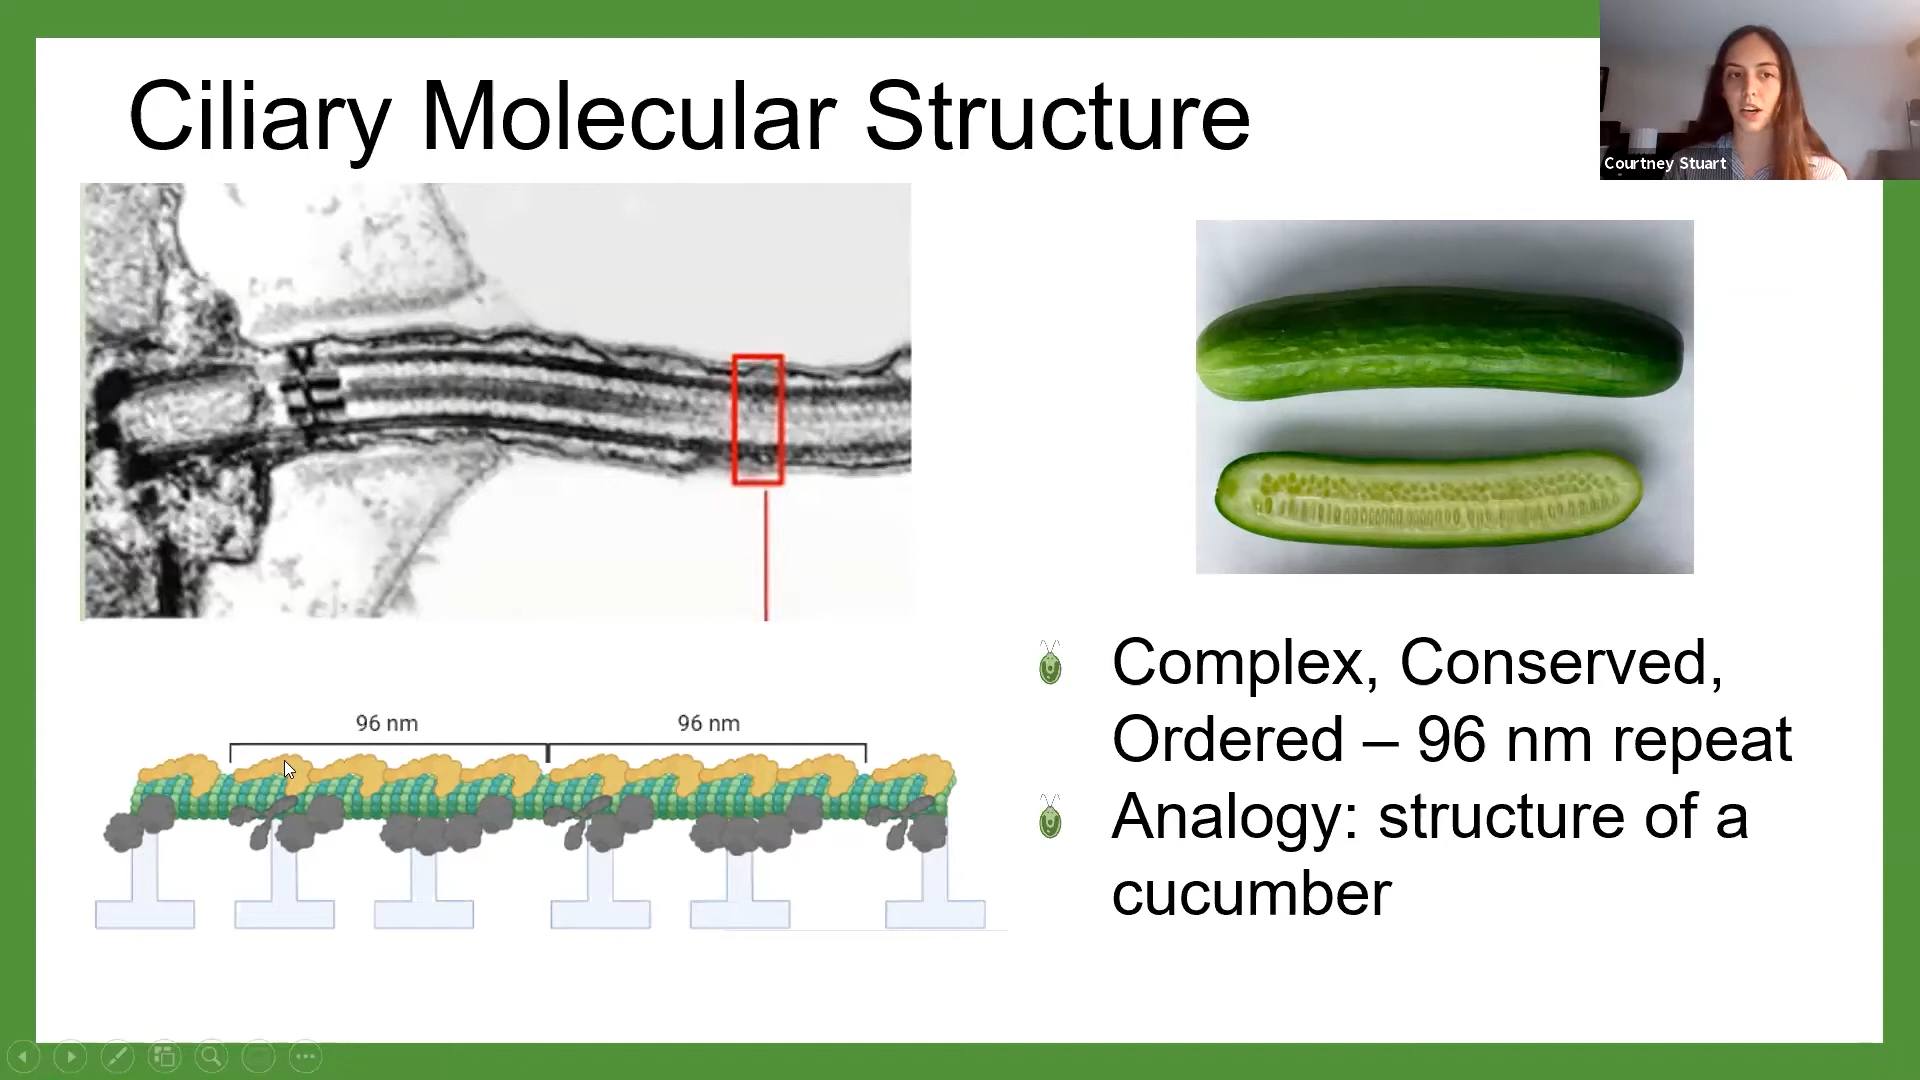 Ciliary Molecular Structure
Courtney Stuart
96 nm 96 nm
Complex, Conserved,
Ordered – 96 nm repeat
Analogy: structure of a
cucumber